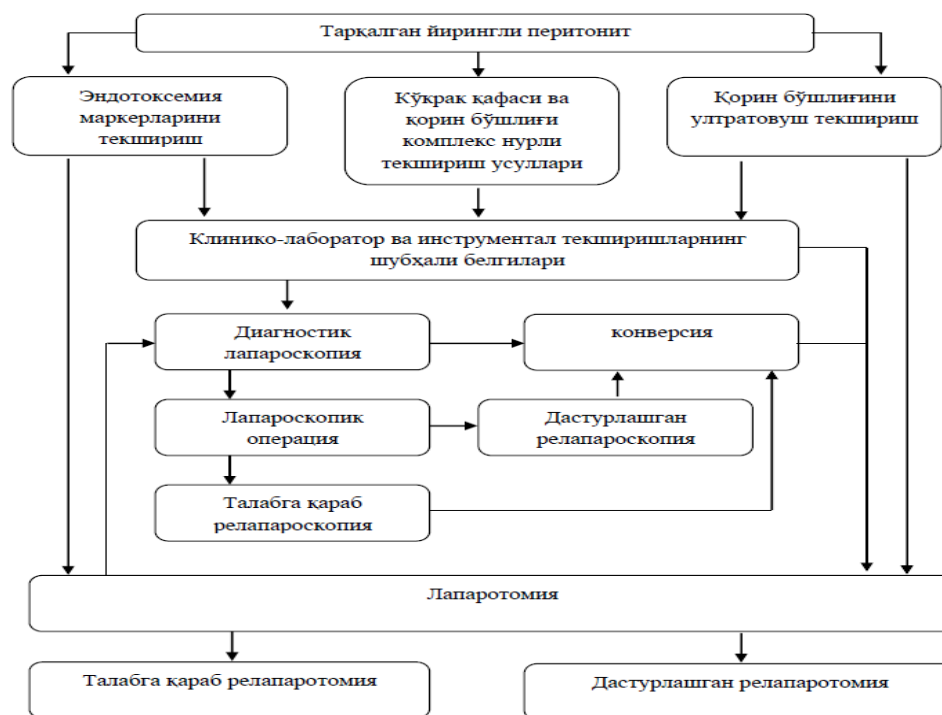 Тарқалган йирингли перитонит
Эндотоксемия
маркерларини
текшириш
Кўкрак қафаси ва
қорин бўшлиғи
комплекс нурли
текшириш усуллари
Қорин бўшлиғини
ултратовуш текшириш
Клинико-лаборатор ва инструментал текширишларнинг
шубҳали белгилари
Диагностик
лапароскопия
конверсия
Лапароскопик
операция
Дастурлашган
релапароскопия
Талабга қараб
релапароскопия
Лапаротомия
Талабга қараб релапаротомия
Дастурлашган релапаротомия